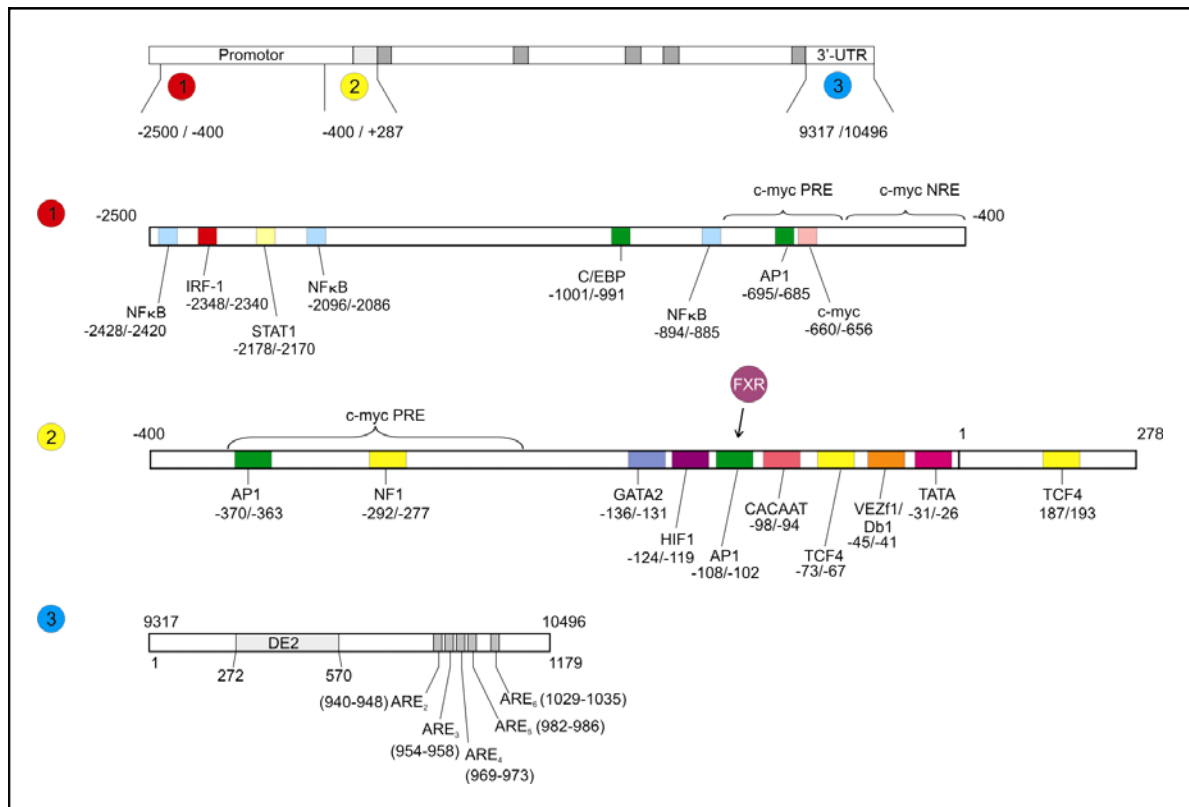 Promotor
3'-UTR
1
2
3
-2500 / -400
-400 / +287
9317 /10496
c-myc PRE
c-myc NRE
1
-2500
-400
NFκB
-2428/-2420
IRF-1
-2348/-2340
STAT1
-2178/-2170
NFκB
-2096/-2086
C/EBP
-1001/-991
NFκB
-894/-885
AP1
-695/-685
c-myc
-660/-656
FXR
c-myc PRE
2
-400
1
278
AP1
-370/-363
NF1
-292/-277
GATA2
-136/-131
HIF1
-124/-119
AP1
-108/-102
CACAAT
-98/-94
TCF4
-73/-67
VEZf1/
Db1
-45/-41
TATA
-31/-26
TCF4
187/193
3
9317
10496
DE2
1
272
570
1179
(940-948) ARE₂
ARE₃
(954-958)
ARE₄
(969-973)
ARE₅ (982-986)
ARE₆ (1029-1035)